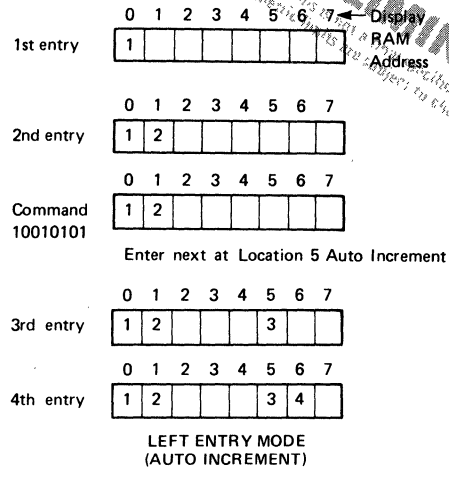 0 1 2 3 4 5 6 7 Display
1st entry 1 RAM
Address
0 1 2 3 4 5 6 7
2nd entry 1 2
0 1 2 3 4 5 6 7
Command 1 2
10010101
Enter next at Location 5 Auto Increment
0 1 2 3 4 5 6 7
3rd entry 1 2 3
0 1 2 3 4 5 6 7
4th entry 1 2 3 4
LEFT ENTRY MODE
(AUTO INCREMENT)